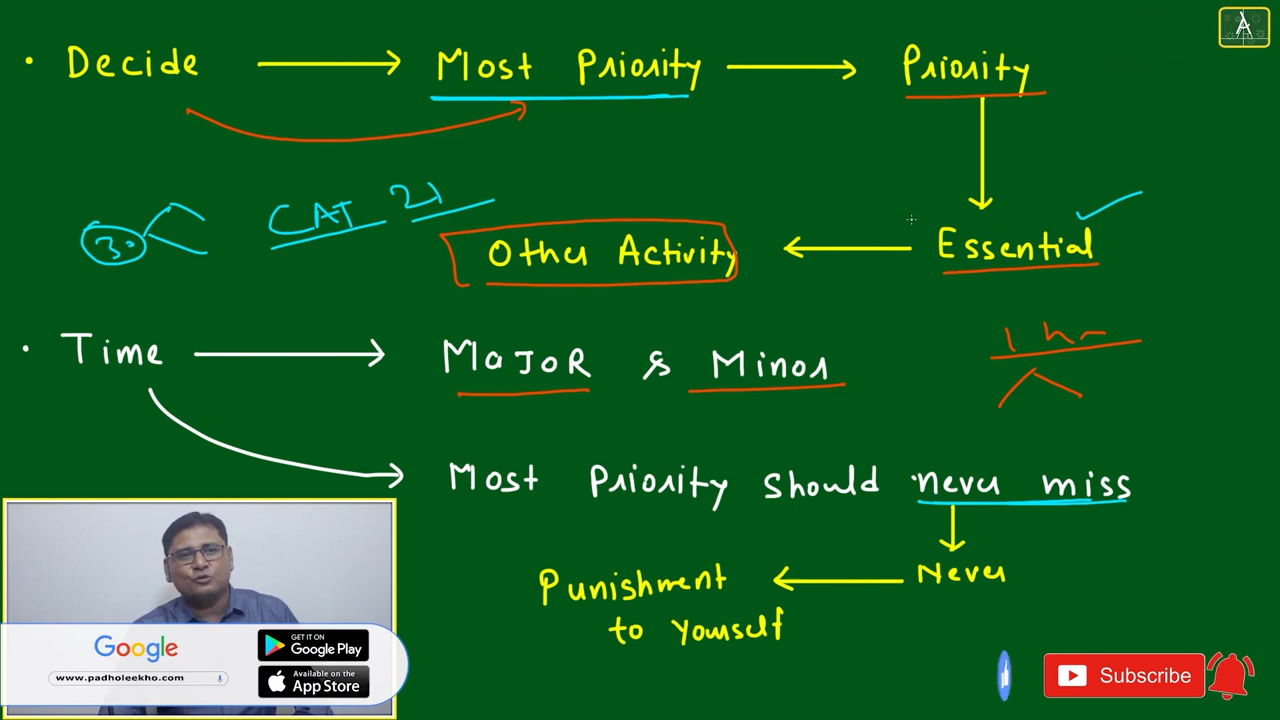 • Decide → Most Priority → Priority
CAT 21
30
Other Activity ← Essential
• Time → MaJoR & Minor
1 hr
Most Priority should never miss
Never
Punishment ←
to yourself
Google
www.padholeekho.com
GET IT ON
Google Play
Available on the
App Store
Subscribe